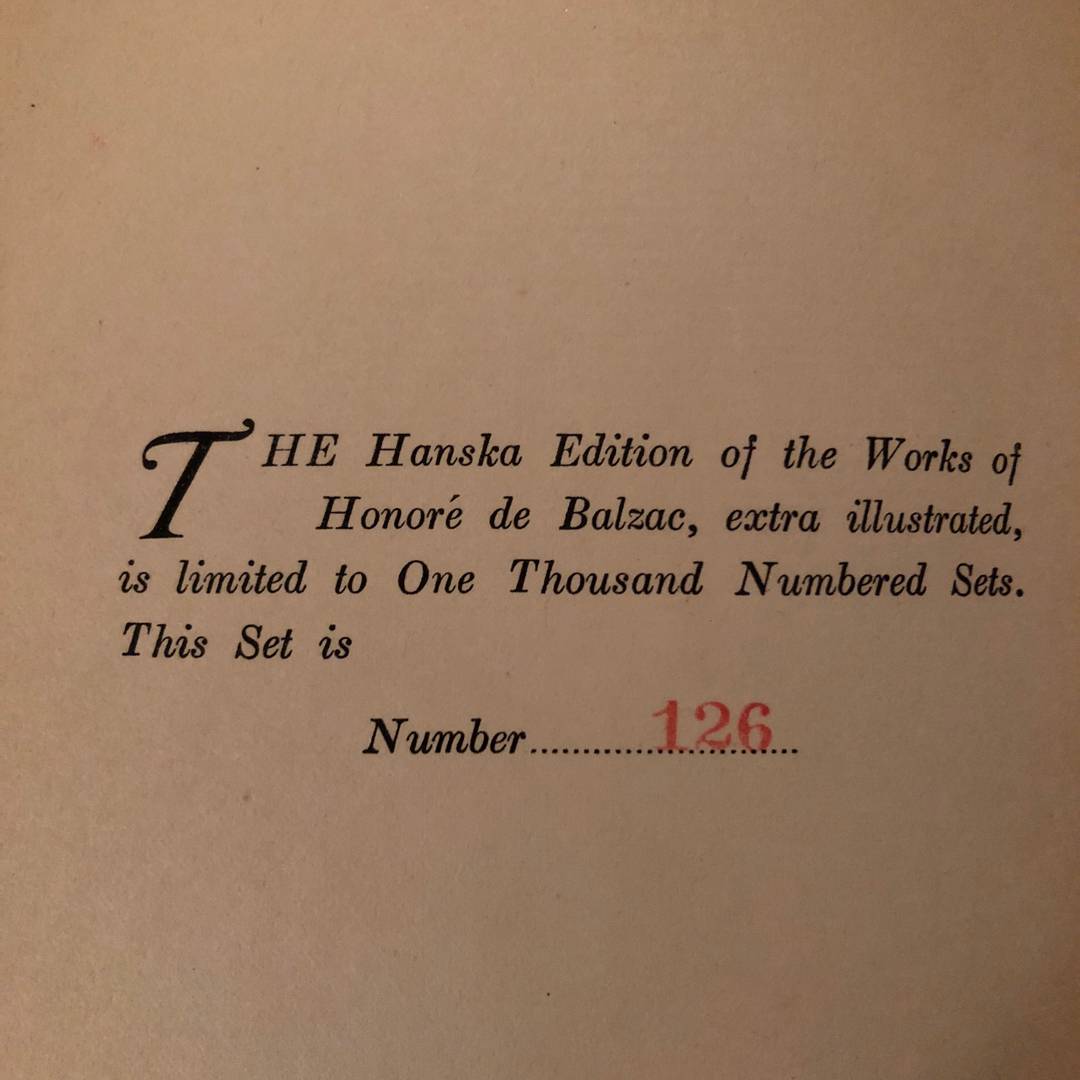 THE Hanska Edition of the Works of
Honoré de Balzac, extra illustrated,
is limited to One Thousand Numbered Sets.
This Set is
Number..........................126